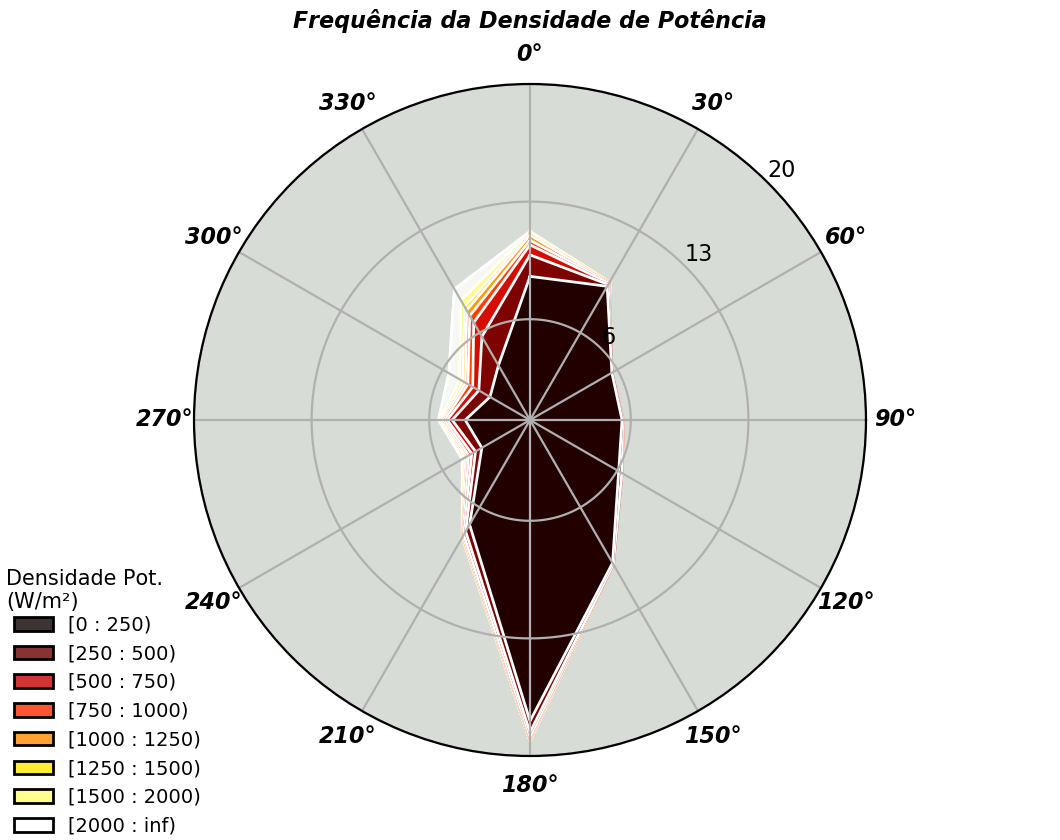 Frequência da Densidade de Potência
0°
330°
30°
20
300°
60°
13
6
270°
90°
Densidade Pot.
(W/m²)
240°
120°
[0 : 250)
[250 : 500)
[500 : 750)
[750 : 1000)
210°
150°
[1000 : 1250)
[1250 : 1500)
180°
[1500 : 2000)
[2000 : inf)